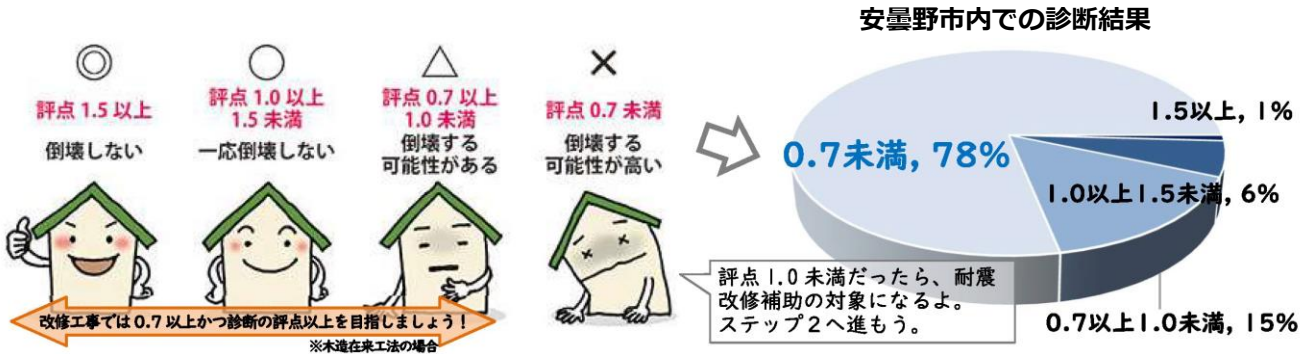 安曇野市内での診断結果
◎
評点 1.5 以上
倒壊しない
○
評点 1.0 以上
1.5 未満
一応倒壊しない
△
評点 0.7 以上
1.0 未満
倒壊する
可能性がある
×
評点 0.7 未満
倒壊する
可能性が高い
改修工事では 0.7 以上かつ診断の評点以上を目指しましょう！
※木造在来工法の場合
1.5以上, 1%
0.7未満, 78%
1.0以上1.5未満, 6%
評点 1.0 未満だったら、耐震
改修補助の対象になるよ。
ステップ２へ進もう。
0.7以上1.0未満, 15%